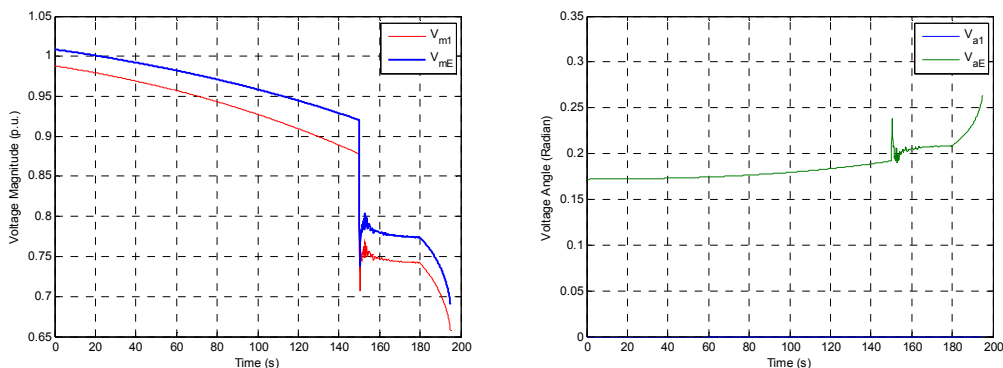 1.05
1
0.95
0.9
0.85
0.8
0.75
0.7
0.65
0 20 40 60 80 100 120 140 160 180 200
Time (s)
Voltage Magnitude (p.u.)
Vm1
VmE
0.35
0.3
0.25
0.2
0.15
0.1
0.05
0
0 20 40 60 80 100 120 140 160 180 200
Time (s)
Voltage Angle (Radian)
Va1
VaE